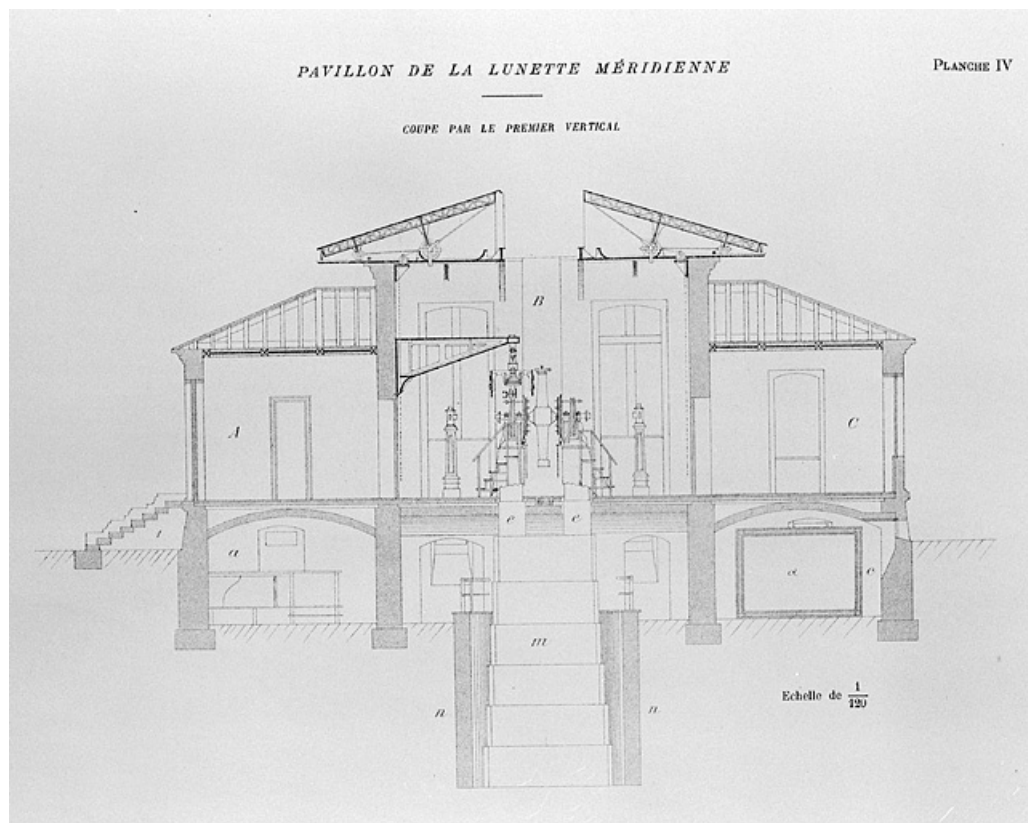 PAVILLON DE LA LUNETTE MÉRIDIENNE
PLANCHE IV
COUPE PAR LE PREMIER VERTICAL
B
A
C
e
e
a
c
m
n
n
Echelle de 1/120